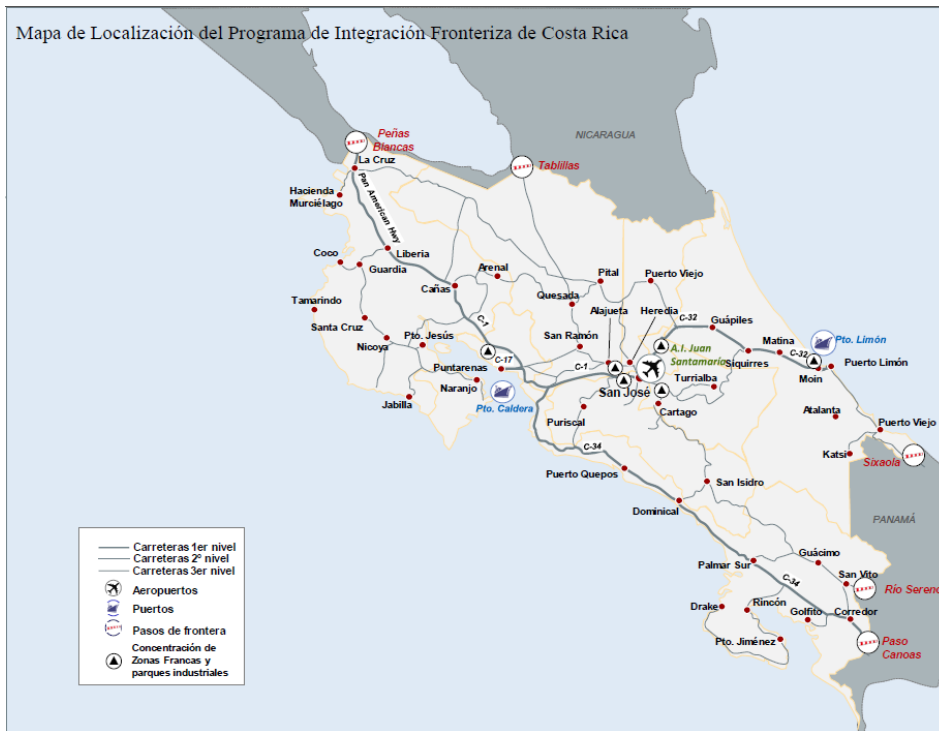 Mapa de Localización del Programa de Integración Fronteriza de Costa Rica
NICARAGUA
Peñas
Blancas
La Cruz
Tablillas
Pan American Hwy
Hacienda
Murciélago
Coco
Liberia
Guardia
Arenal
Pital
Puerto Viejo
Cañas
Quesada
Tamarindo
Alajueta
Heredia
C-32
Guápiles
Santa Cruz
C-1
Pto. Jesús
San Ramón
A.I. Juan
Santamaría
Matina
Pto. Limón
Nicoya
C-17
Siquirres
C-32
Puerto Limón
Puntarenas
C-1
Moin
Naranjo
Turrialba
San José
Jabilla
Pto. Caldera
Cartago
Atalanta
Puriscal
Puerto Viejo
C-34
Katsi
Sixaola
Puerto Quepos
San Isidro
Dominical
PANAMÁ
Palmar Sur
Guácimo
San Vito
C-34
Río Sereno
Drake
Rincón
Golfito
Corredor
Pto. Jiménez
Paso
Canoas
Carreteras 1er nivel
Carreteras 2º nivel
Carreteras 3er nivel
Aeropuertos
Puertos
Pasos de frontera
Concentración de
Zonas Francas y
parques industriales